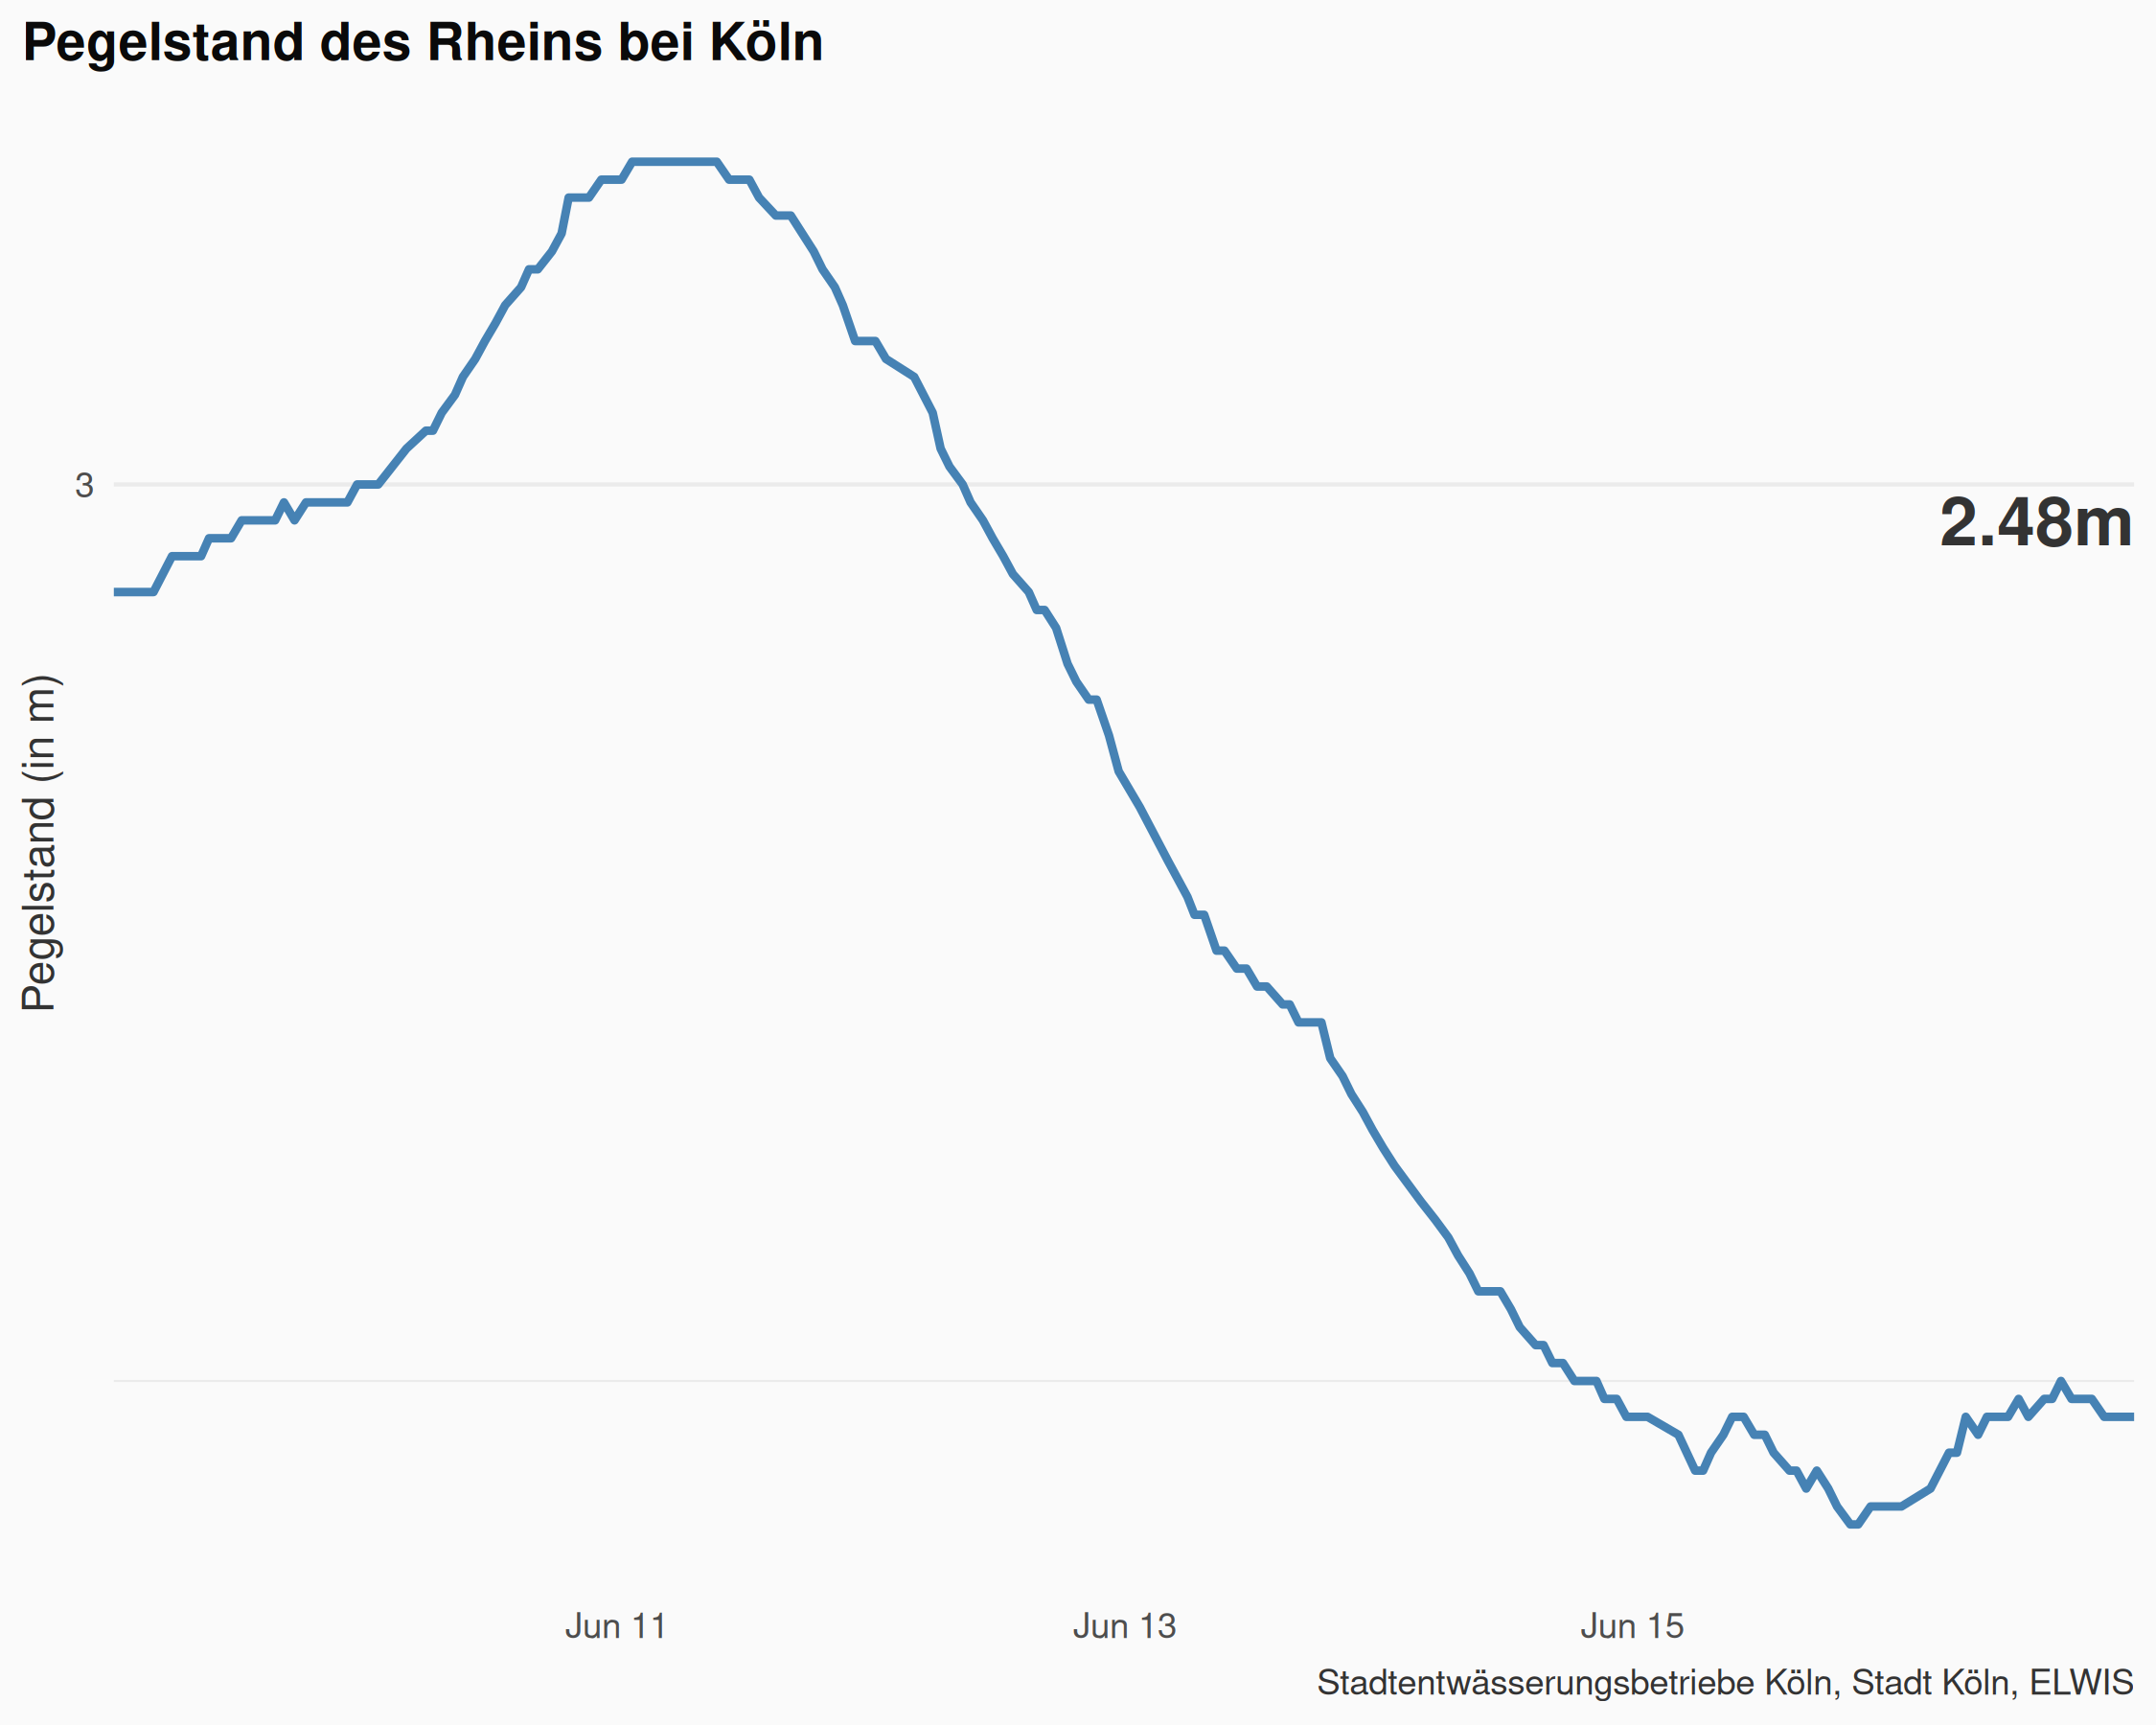 Pegelstand des Rheins bei Köln
3
2.48m
Pegelstand (in m)
Jun 11
Jun 13
Jun 15
Stadtentwässerungsbetriebe Köln, Stadt Köln, ELWIS